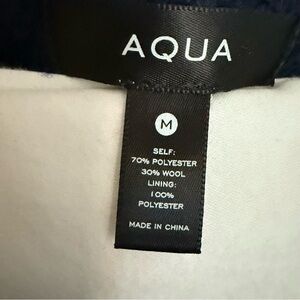 AQUA
M
SELF:
70% POLYESTER
30% WOOL
LINING:
100%
POLYESTER
MADE IN CHINA